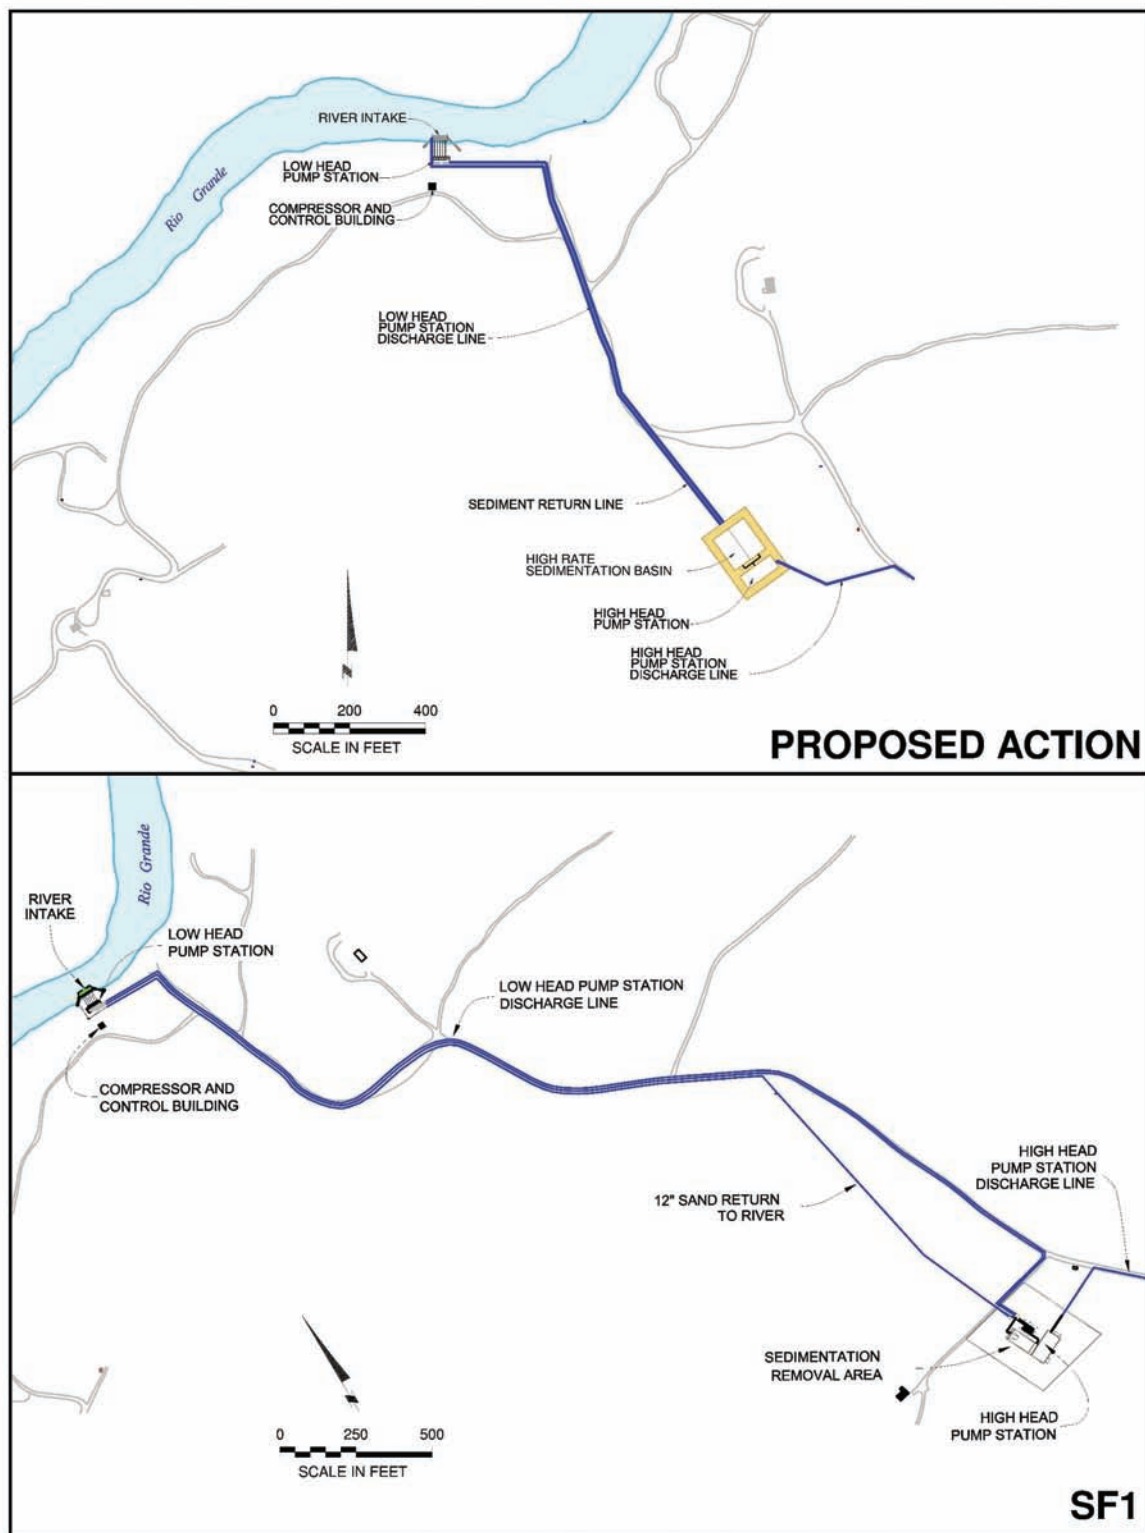 RIVER INTAKE
LOW HEAD
PUMP STATION
COMPRESSOR AND
CONTROL BUILDING
Rio Grande
LOW HEAD
PUMP STATION
DISCHARGE LINE
SEDIMENT RETURN LINE
HIGH RATE
SEDIMENTATION BASIN
HIGH HEAD
PUMP STATION
HIGH HEAD
PUMP STATION
DISCHARGE LINE
0 200 400
SCALE IN FEET
PROPOSED ACTION
Rio Grande
RIVER
INTAKE
LOW HEAD
PUMP STATION
LOW HEAD PUMP STATION
DISCHARGE LINE
COMPRESSOR AND
CONTROL BUILDING
HIGH HEAD
PUMP STATION
DISCHARGE LINE
12" SAND RETURN
TO RIVER
SEDIMENTATION
REMOVAL AREA
HIGH HEAD
PUMP STATION
0 250 500
SCALE IN FEET
SF1